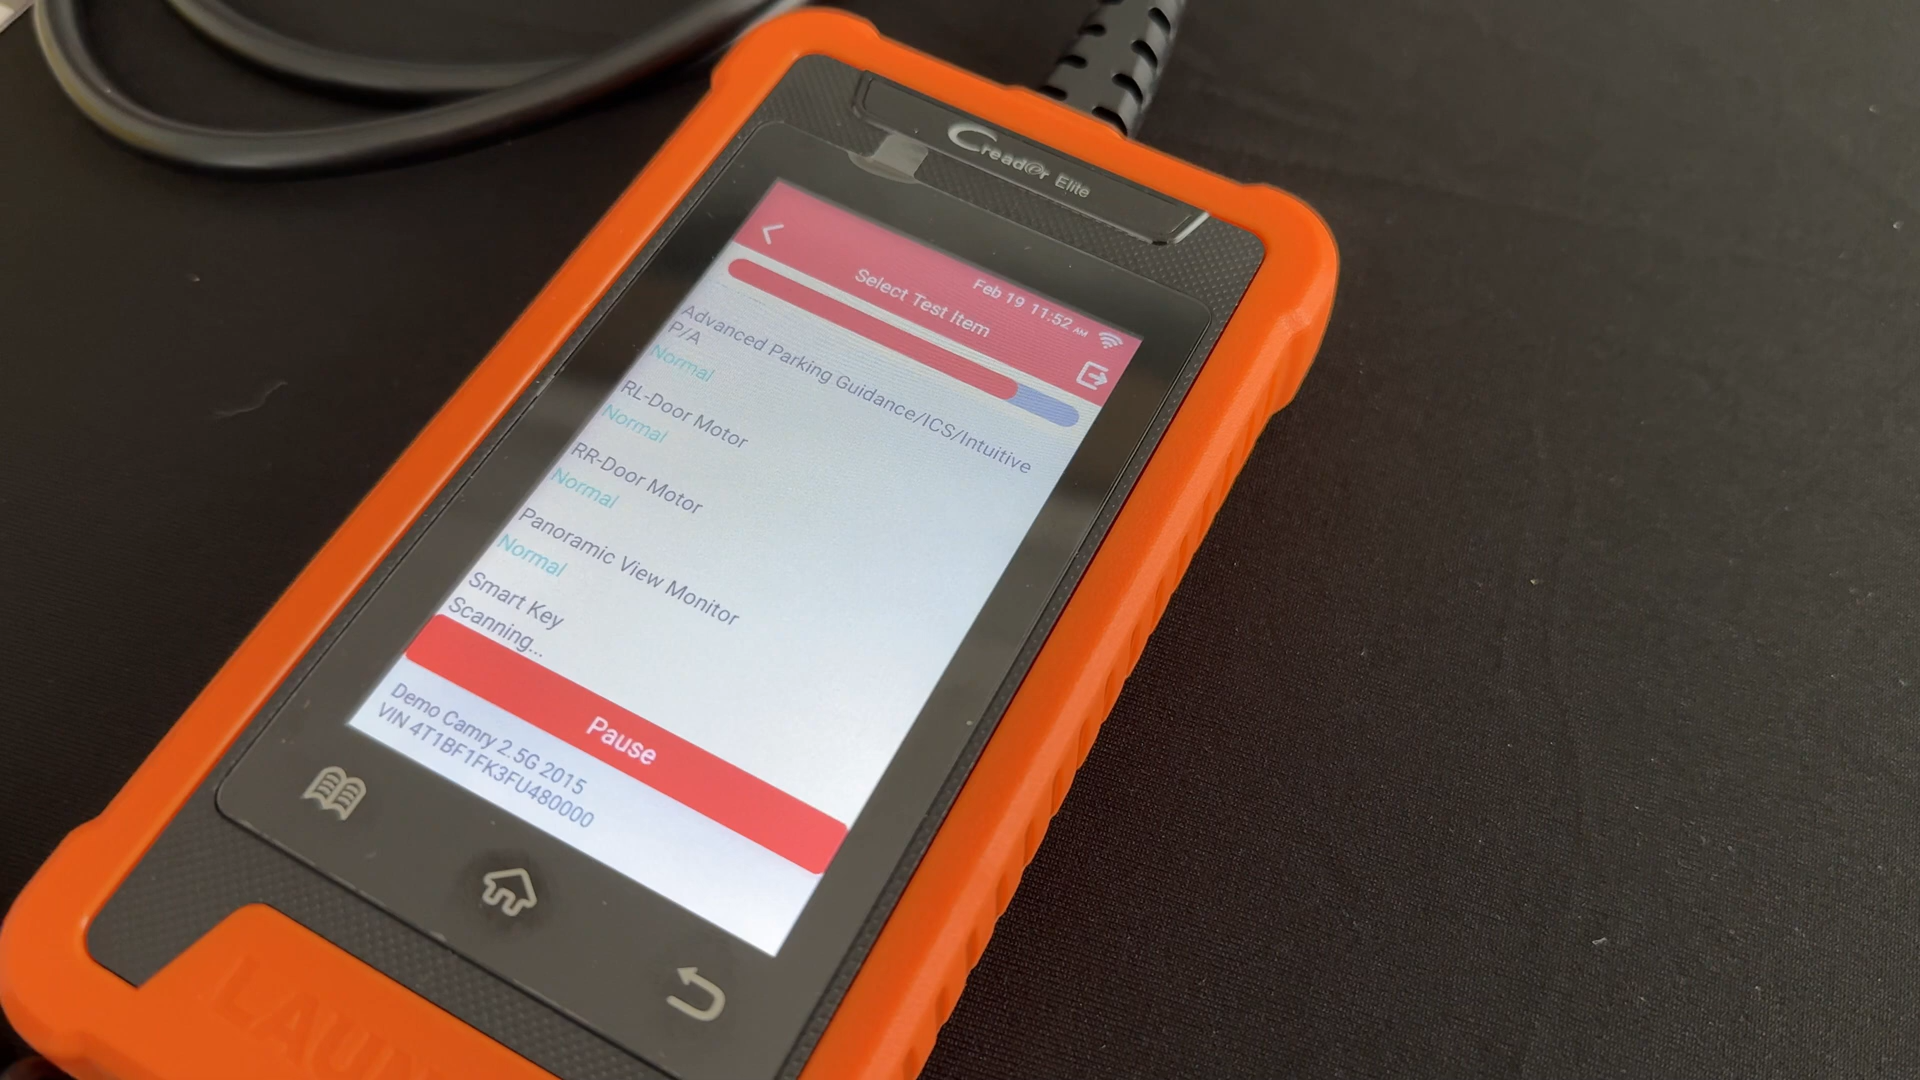 Creader Elite
Feb 19 11:52 AM
Select Test Item
Advanced Parking Guidance/ICS/Intuitive
P/A
Normal
RL-Door Motor
Normal
RR-Door Motor
Normal
Panoramic View Monitor
Normal
Smart Key
Scanning...
Pause
Demo Camry 2.5G 2015
VIN 4T1BF1FK3FU480000
LAUN